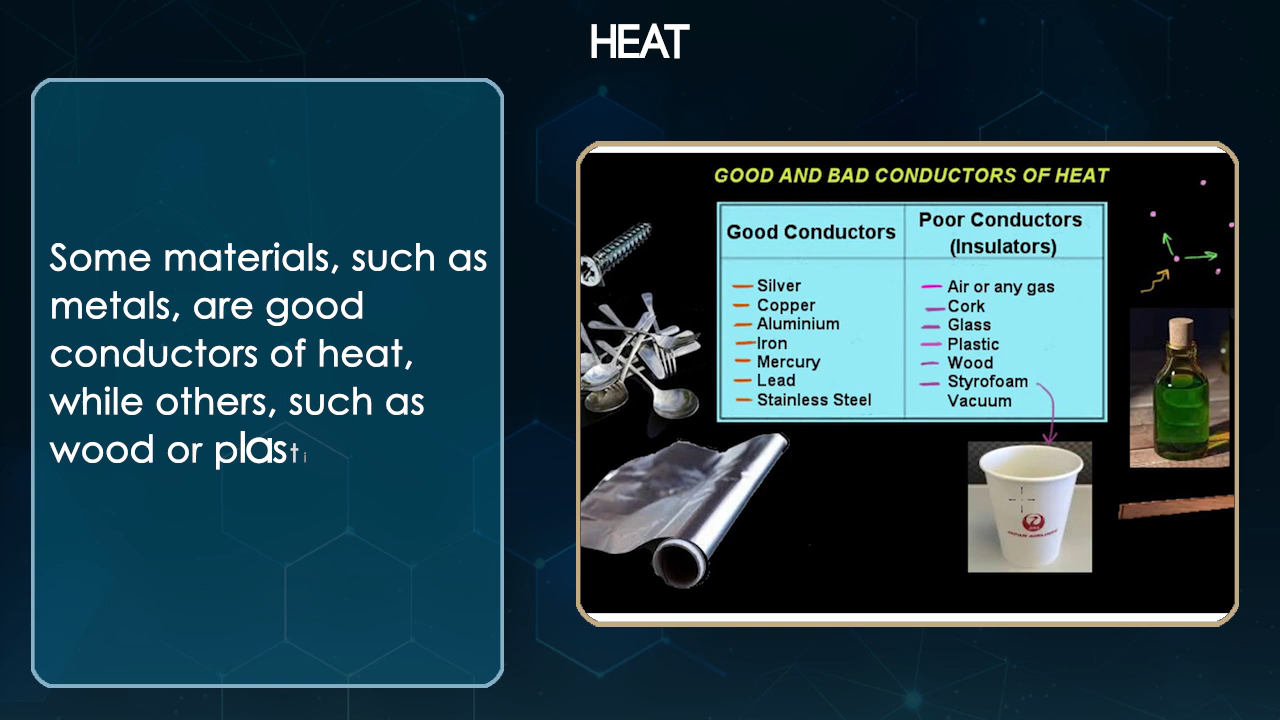 HEAT
Some materials, such as
metals, are good
conductors of heat,
while others, such as
wood or plasti
GOOD AND BAD CONDUCTORS OF HEAT
Good Conductors
Silver
Copper
Aluminium
Iron
Mercury
Lead
Stainless Steel
Poor Conductors
(Insulators)
Air or any gas
Cork
Glass
Plastic
Wood
Styrofoam
Vacuum